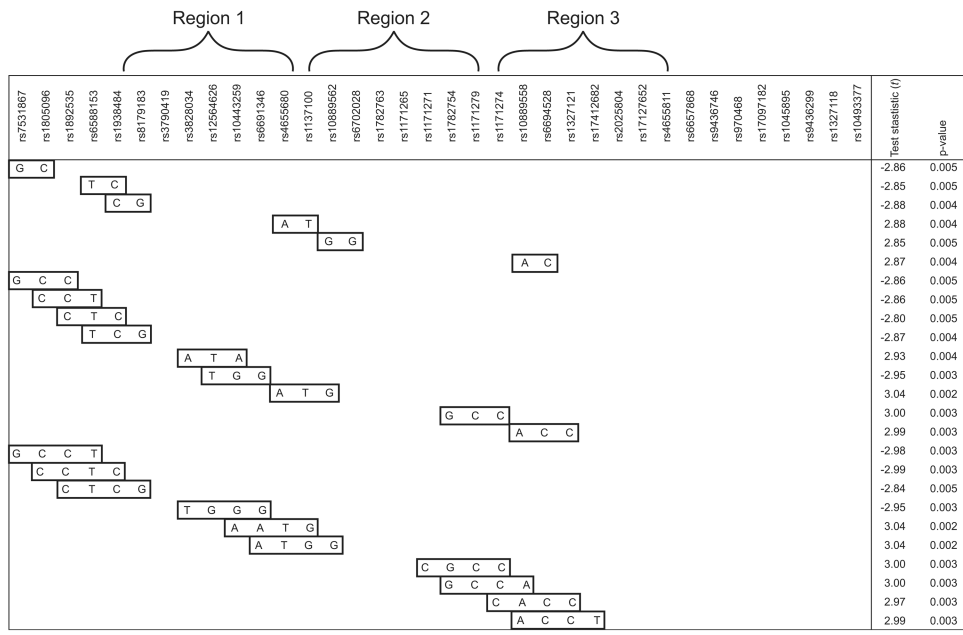 Region 1 Region 2 Region 3
rs7531867 rs1805096 rs1892535 rs6588153 rs1938484 rs8179183 rs3790419 rs3828034 rs12564626 rs1043259 rs6691346 rs4655680 rs1137100 rs10889562 rs6702028 rs1782763 rs1171265 rs1171271 rs1782754 rs1171279 rs1171274 rs10889558 rs6694528 rs1327121 rs17412682 rs2025804 rs17127652 rs4655811 rs6657868 rs9436746 rs970468 rs17097182 rs1045895 rs9436299 rs1327118 rs10493377 Test stastistic (t) p-value
G C -2.86 0.005
T C -2.85 0.005
C G -2.88 0.004
A T 2.88 0.004
G G 2.85 0.005
A C 2.87 0.004
G C C -2.86 0.005
C C T -2.86 0.005
C T C -2.80 0.005
T C G -2.87 0.004
A T A -2.93 0.004
T G G -2.95 0.003
A T G 3.04 0.002
G C C 3.00 0.003
A C C 2.99 0.003
G C C T -2.98 0.003
C C T C -2.99 0.003
C T C G -2.84 0.005
T G G G -2.95 0.003
A A T G 3.04 0.002
A T G G 3.04 0.002
C G C C 3.00 0.003
G C C A 3.00 0.003
C A C C 2.97 0.003
A C C T 2.99 0.003